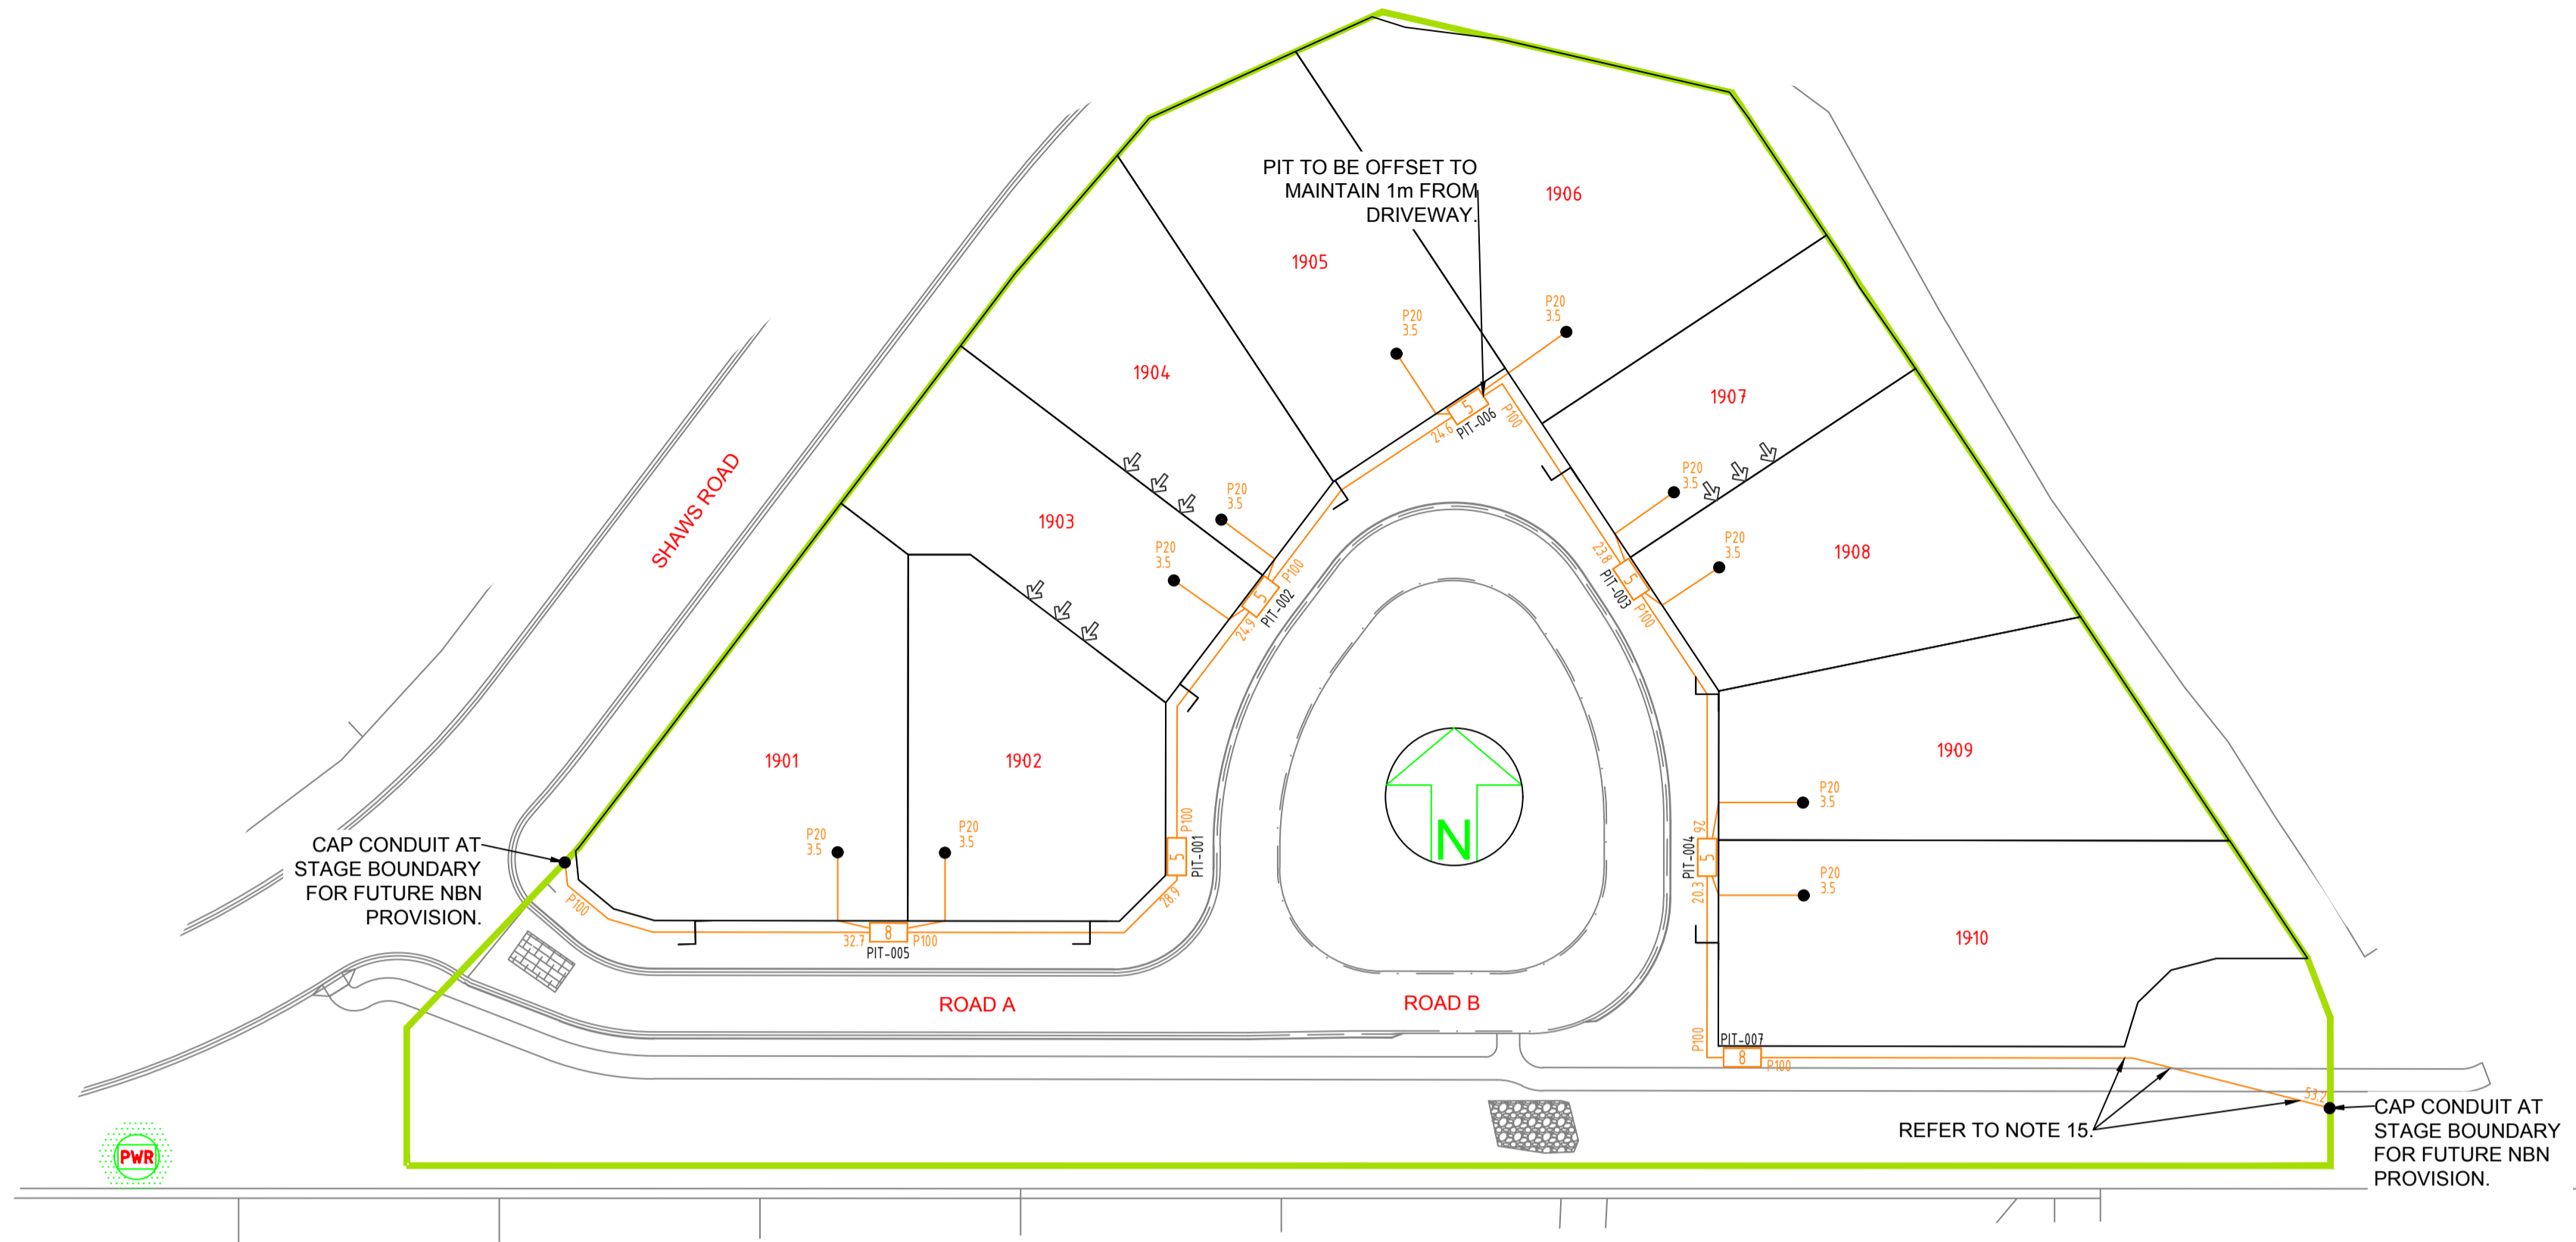 PIT TO BE OFFSET TO
MAINTAIN 1m FROM
DRIVEWAY.
1906
1905
P20
3.5
P20
3.5
1904
1907
5
PIT-006
24.6
P100
SHAWS ROAD
P20
3.5
P20
3.5
1903
1908
P20
3.5
P20
3.5
P100
5
PIT-002
24.9
23.8
5
PIT-003
P100
1901
1902
1909
P20
3.5
P20
3.5
P100
5
PIT-001
28.9
N
26
PIT-004
5
20.3
P20
3.5
P20
3.5
CAP CONDUIT AT
STAGE BOUNDARY
FOR FUTURE NBN
PROVISION.
P100
32.7
8
P100
PIT-005
1910
ROAD A
ROAD B
P100
PIT-007
8
P100
53.2
PWR
REFER TO NOTE 15.
CAP CONDUIT AT
STAGE BOUNDARY
FOR FUTURE NBN
PROVISION.